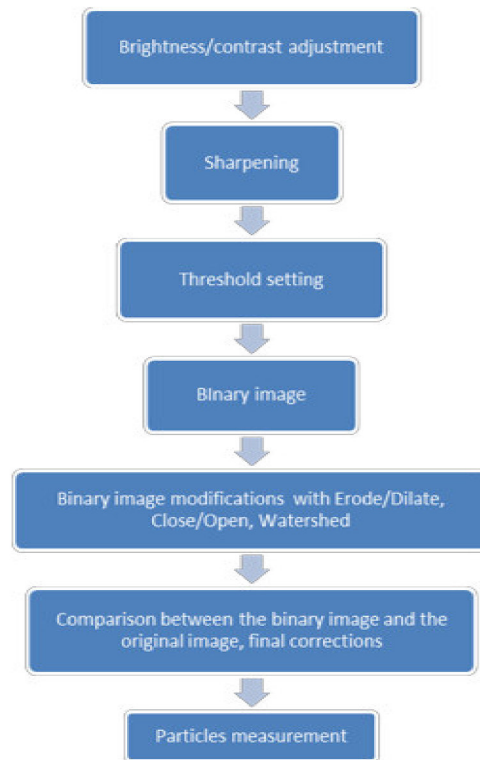 Brightness/contrast adjustment
Sharpening
Threshold setting
BInary image
Binary image modifications with Erode/Dilate,
Close/Open, Watershed
Comparison between the binary image and the
original image, final corrections
Particles measurement